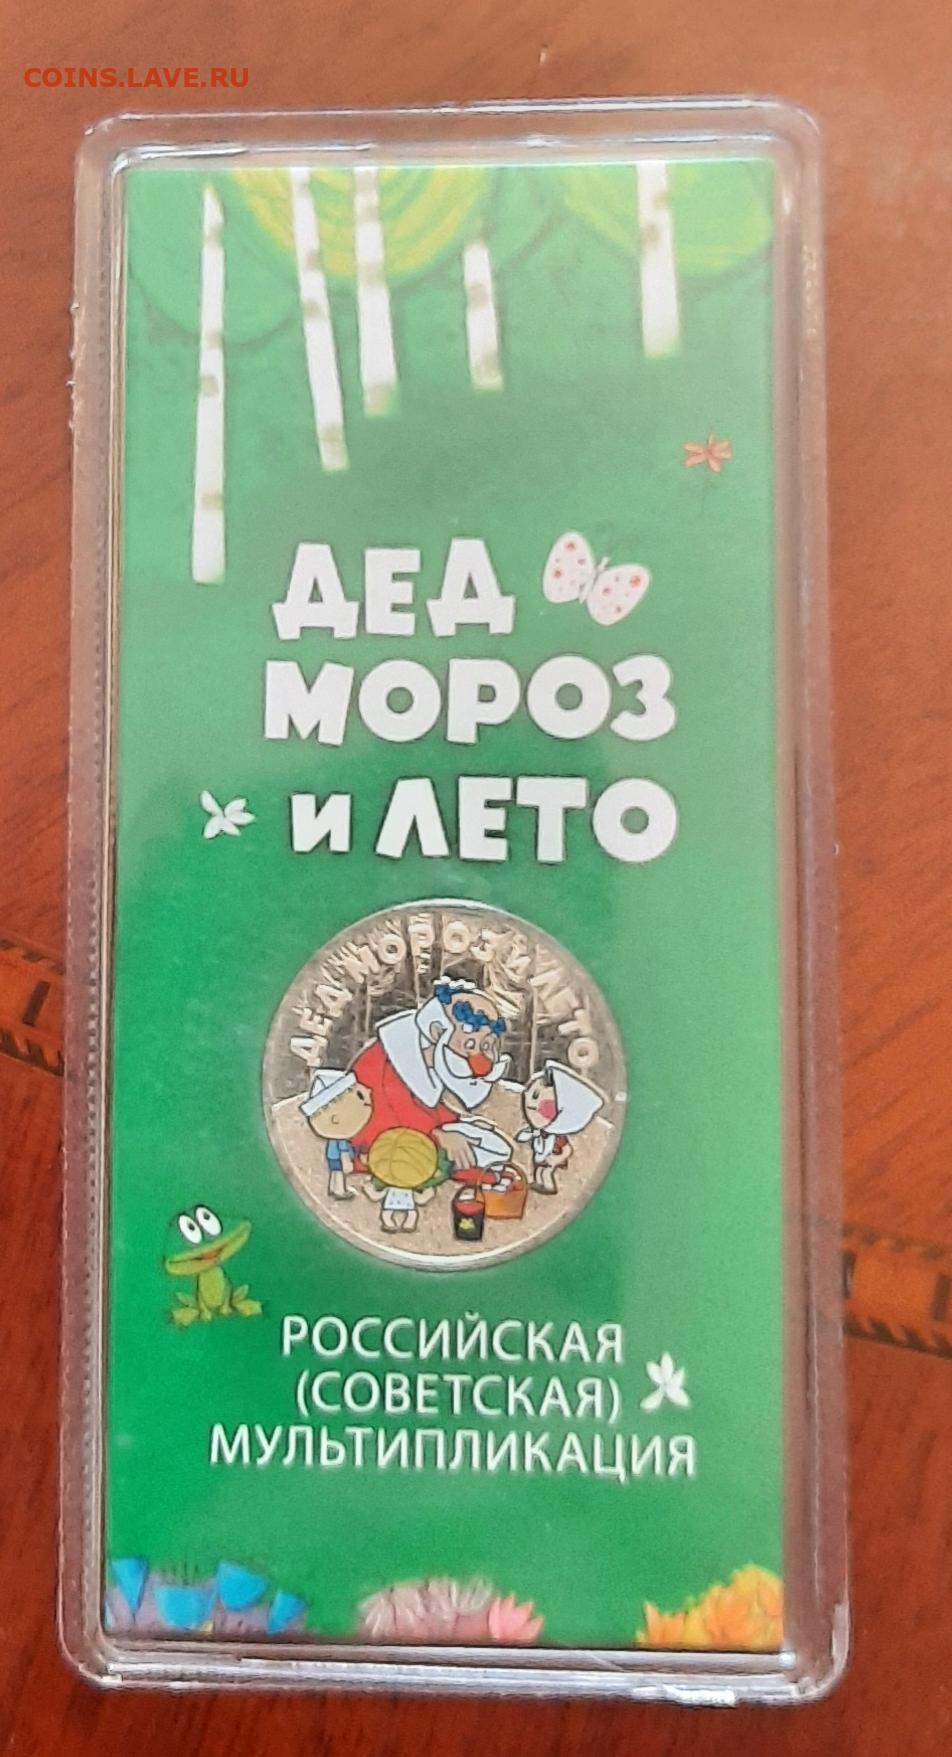 COINS.LAVE.RU
ДЕД
МОРОЗ
и ЛЕТО
ДЕД МОРОЗ И ЛЕТО
РОССИЙСКАЯ
(СОВЕТСКАЯ)
МУЛЬТИПЛИКАЦИЯ